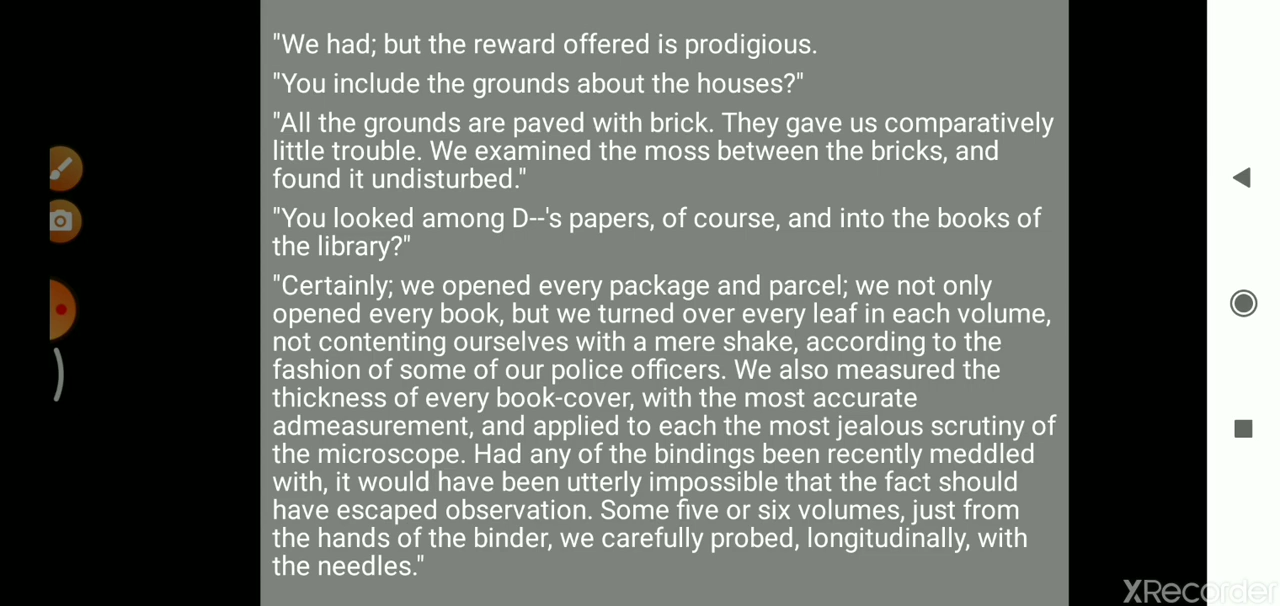 "We had; but the reward offered is prodigious.
"You include the grounds about the houses?"
"All the grounds are paved with brick. They gave us comparatively
little trouble. We examined the moss between the bricks, and
found it undisturbed."
"You looked among D--'s papers, of course, and into the books of
the library?"
"Certainly; we opened every package and parcel; we not only
opened every book, but we turned over every leaf in each volume,
not contenting ourselves with a mere shake, according to the
fashion of some of our police officers. We also measured the
thickness of every book-cover, with the most accurate
admeasurement, and applied to each the most jealous scrutiny of
the microscope. Had any of the bindings been recently meddled
with, it would have been utterly impossible that the fact should
have escaped observation. Some five or six volumes, just from
the hands of the binder, we carefully probed, longitudinally, with
the needles."
XRecorder